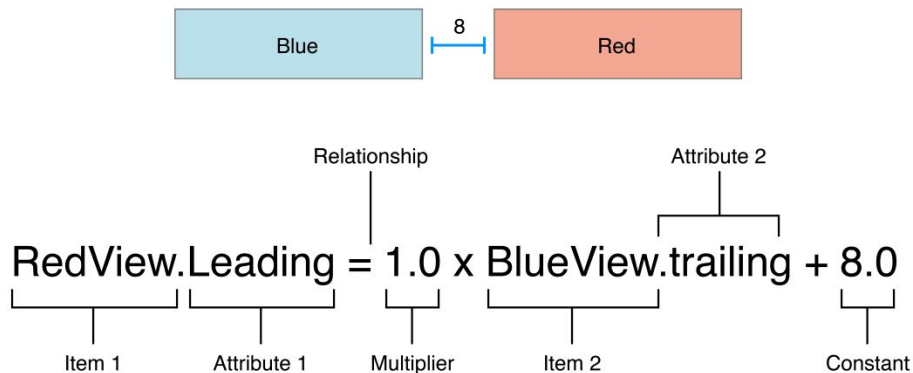 8
Blue
Red
Relationship
Attribute 2
RedView.Leading = 1.0 x BlueView.trailing + 8.0
Item 1
Attribute 1
Multiplier
Item 2
Constant